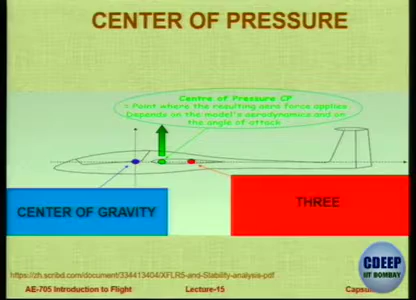 CENTER OF PRESSURE
Centre of Pressure CP
= Point where the resulting aero force applies
Depends on the model's aerodynamics and on
the angle of attack
CENTER OF GRAVITY
THREE
https://zh.scribd.com/document/334413404/XFLR5-and-Stability-analysis-pdf
CDEEP
IIT BOMBAY
AE-705 Introduction to Flight
Lecture-15